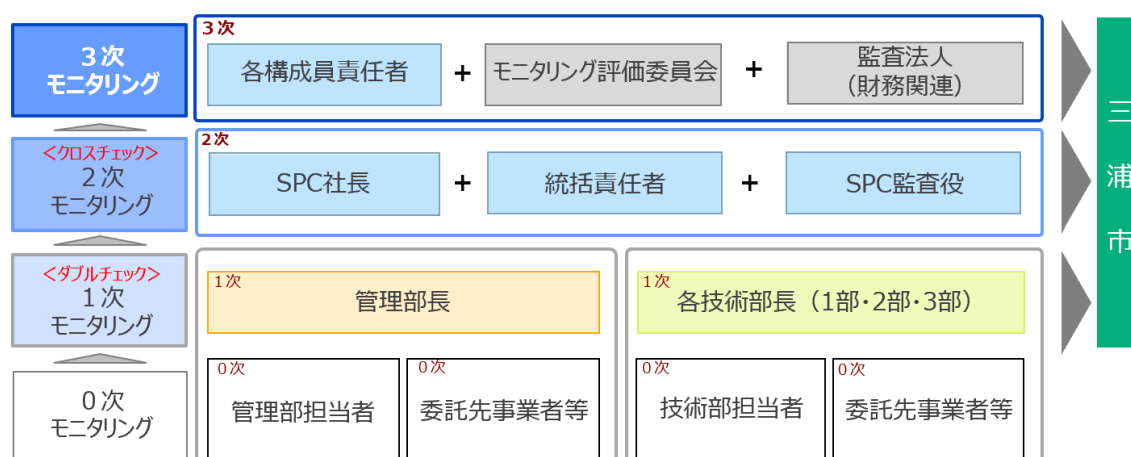 3次
モニタリング
3次
各構成員責任者
+
モニタリング評価委員会
+
監査法人
(財務関連)
<クロスチェック>
2次
モニタリング
2次
SPC社長
+
統括責任者
+
SPC監査役
<ダブルチェック>
1次
モニタリング
1次
管理部長
1次
各技術部長（1部・2部・3部）
0次
モニタリング
0次
管理部担当者
0次
委託先事業者等
0次
技術部担当者
0次
委託先事業者等
三浦市